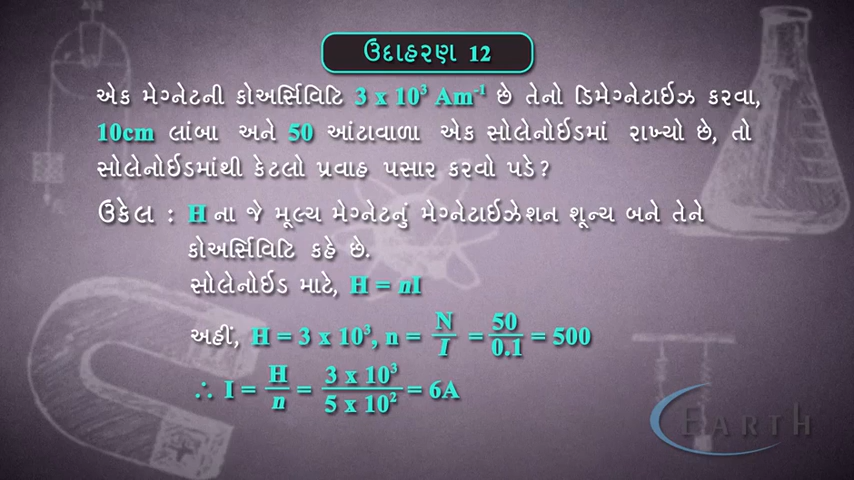 ઉદાહરણ 12
એક મેગ્નેટની કોઅર્સિવિટિ 3 x 10³ Am⁻¹ છે તેનો ડિમેગ્નેટાઈઝ કરવા,
10cm લાંબા અને 50 આંટાવાળા એક સોલેનોઈડમાં રાખ્યો છે, તો
સોલેનોઈડમાંથી કેટલો પ્રવાહ પસાર કરવો પડે?
ઉકેલ : H ના જે મૂલ્ય મેગ્નેટનું મેગ્નેટાઈઝેશન શૂન્ય બને તેને
કોઅર્સિવિટિ કહે છે.
સોલેનોઈડ માટે, H = nI
અહીં, H = 3 x 10³, n = N/I = 50/0.1 = 500
∴ I = H/n = 3 x 10³/5 x 10² = 6A
EARTH